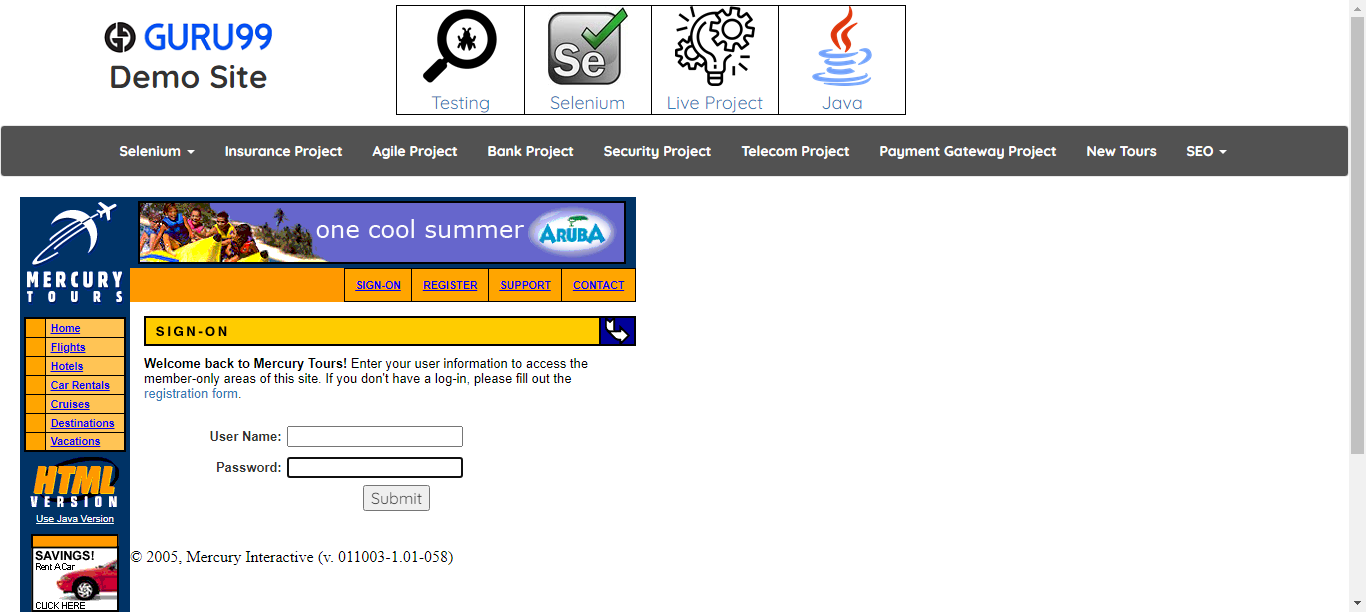 GURU99
Demo Site
Testing
Se
Selenium
Live Project
Java
Selenium
Insurance Project
Agile Project
Bank Project
Security Project
Telecom Project
Payment Gateway Project
New Tours
SEO
MERCURY
TOURS
one cool summer
ARUBA
SIGN-ON
REGISTER
SUPPORT
CONTACT
Home
Flights
Hotels
Car Rentals
Cruises
Destinations
Vacations
HTML
VERSION
Use Java Version
SAVINGS!
Rent A Car
CLICK HERE
SIGN-ON
Welcome back to Mercury Tours! Enter your user information to access the
member-only areas of this site. If you don't have a log-in, please fill out the
registration form.
User Name:
Password:
Submit
© 2005, Mercury Interactive (v. 011003-1.01-058)